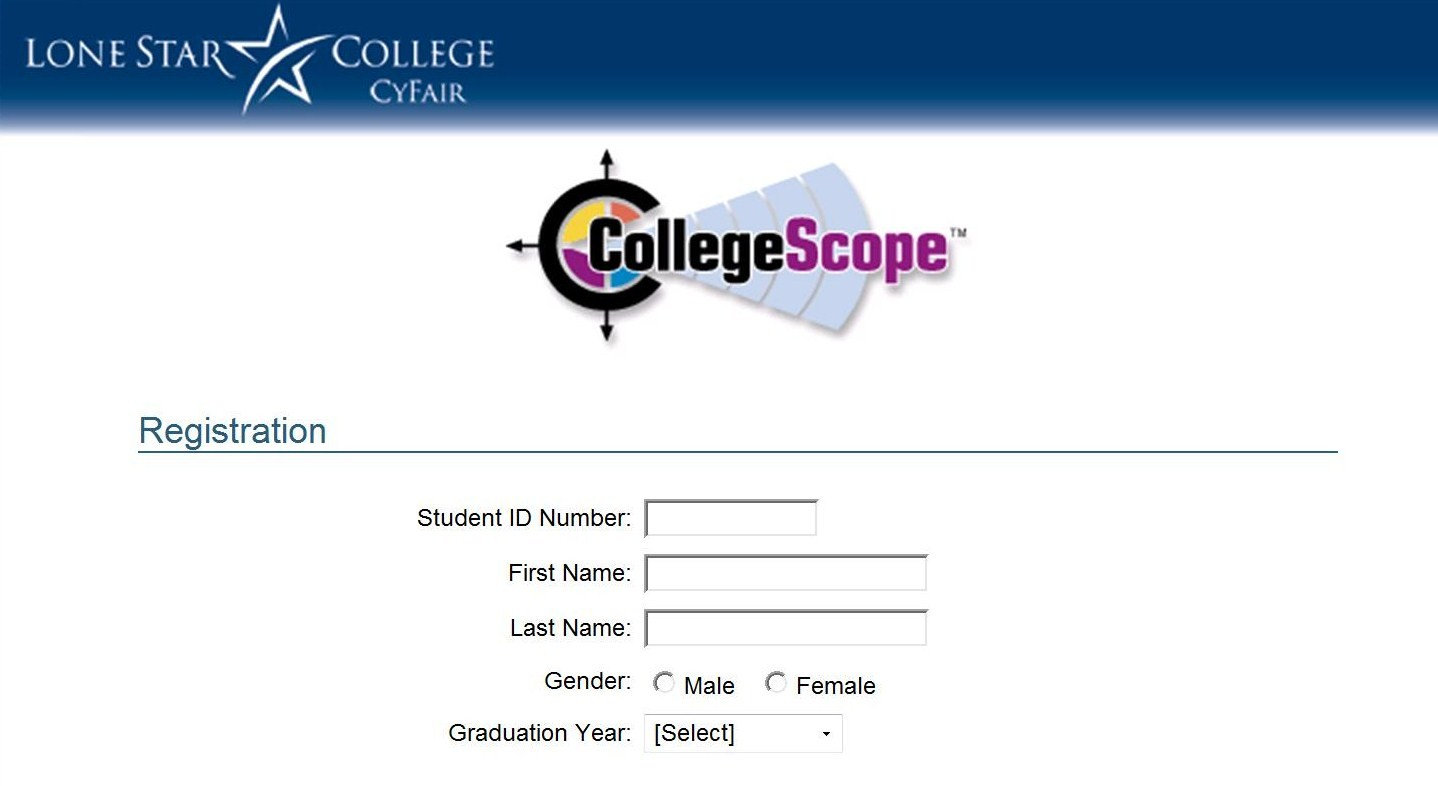 LONE STAR COLLEGE
CYFAIR
CollegeScope™
Registration
Student ID Number:
First Name:
Last Name:
Gender: Male Female
Graduation Year: [Select]